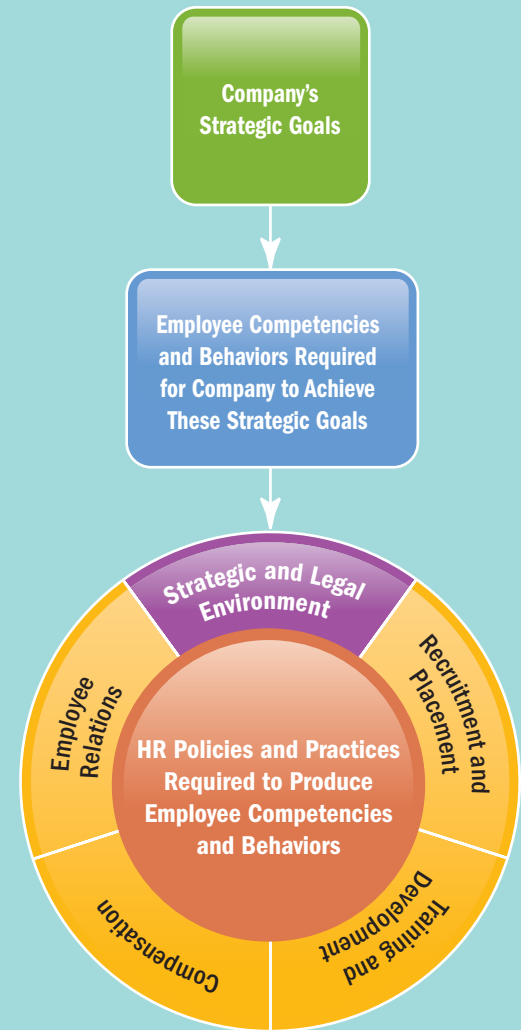 Company's
Strategic Goals
Employee Competencies
and Behaviors Required
for Company to Achieve
These Strategic Goals
Strategic and Legal
Environment
Recruitment and
Placement
Training and
Development
Compensation
Employee
Relations
HR Policies and Practices
Required to Produce
Employee Competencies
and Behaviors